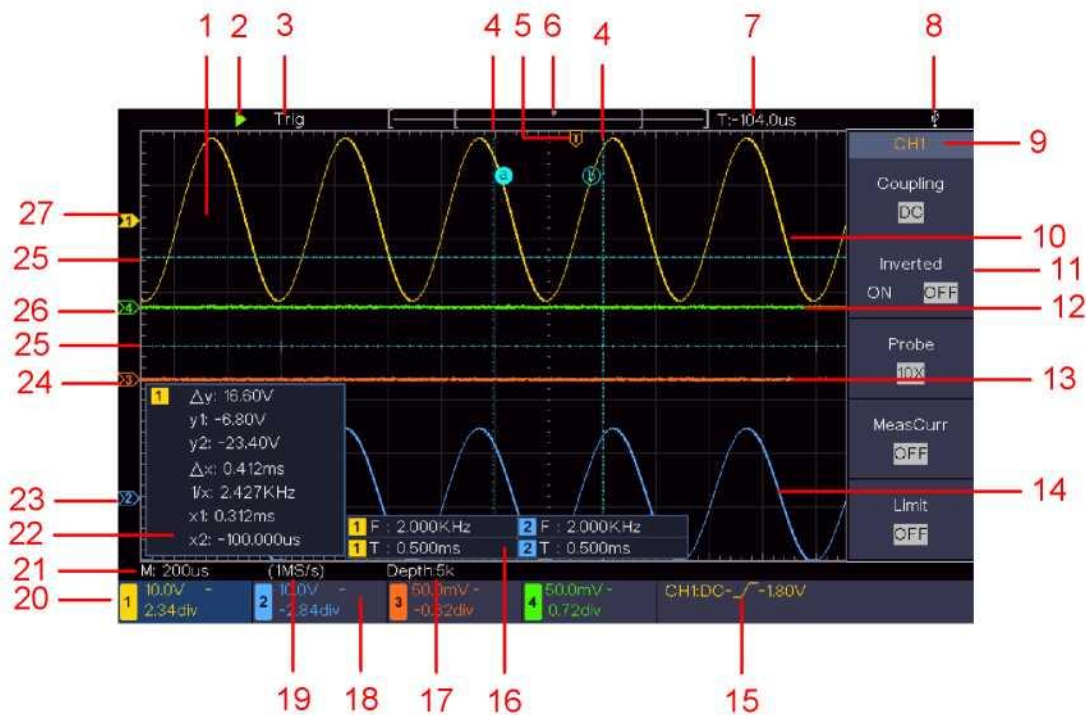 1 2 3 4 5 6 4 7 8
Trig T:-104.0us
T
CH1 9
a b
Coupling
DC
27 1
10
25
Inverted 11
ON OFF
26 4 12
25
Probe
10X
24 3 13
1 △y: 16.60V
y1: -6.80V
y2: -23.40V
△x: 0.412ms
1/x: 2.427KHz
x1: 0.312ms
x2: -100.000us
MeasCurr
OFF
23 2 14
Limit
OFF
22
1 F : 2.000KHz 2 F : 2.000KHz
1 T : 0.500ms 2 T : 0.500ms
21 M: 200us (1MS/s) Depth:5k
20 1 10.0V 2.34div
2 10.0V -2.84div
3 50.0mV -0.82div
4 50.0mV 0.72div
CH1:DC- -1.80V
19 18 17 16 15